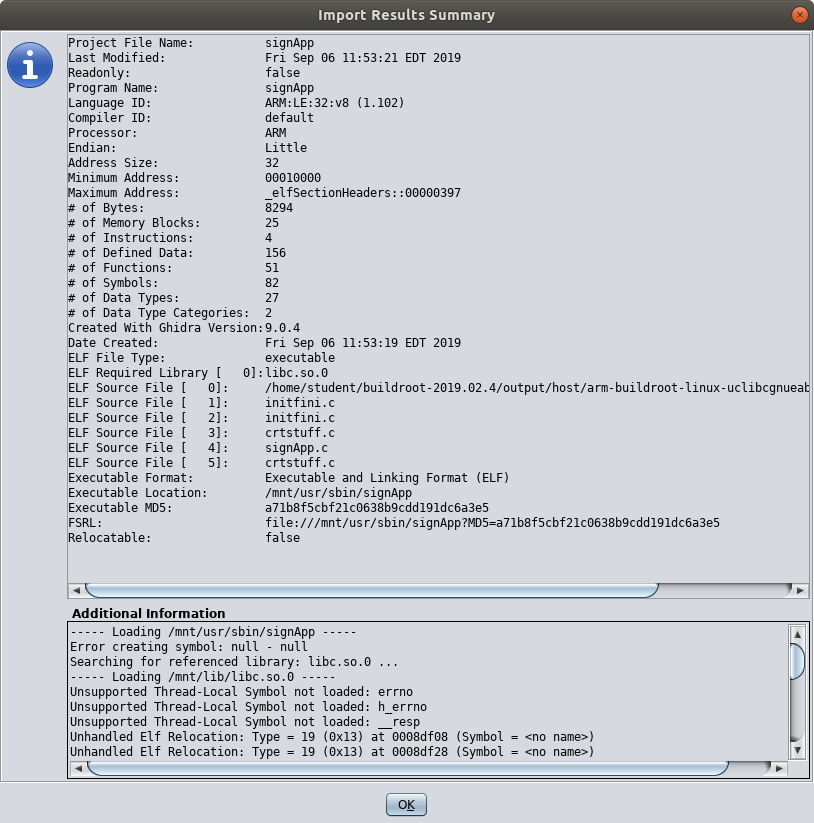 Import Results Summary
Project File Name: signApp
Last Modified: Fri Sep 06 11:53:21 EDT 2019
Readonly: false
Program Name: signApp
Language ID: ARM:LE:32:v8 (1.102)
Compiler ID: default
Processor: ARM
Endian: Little
Address Size: 32
Minimum Address: 00010000
Maximum Address: _elfSectionHeaders::00000397
# of Bytes: 8294
# of Memory Blocks: 25
# of Instructions: 4
# of Defined Data: 156
# of Functions: 51
# of Symbols: 82
# of Data Types: 27
# of Data Type Categories: 2
Created With Ghidra Version: 9.0.4
Date Created: Fri Sep 06 11:53:19 EDT 2019
ELF File Type: executable
ELF Required Library [ 0]: libc.so.0
ELF Source File [ 0]: /home/student/buildroot-2019.02.4/output/host/arm-buildroot-linux-uclibcgnueab
ELF Source File [ 1]: initfini.c
ELF Source File [ 2]: initfini.c
ELF Source File [ 3]: crtstuff.c
ELF Source File [ 4]: signApp.c
ELF Source File [ 5]: crtstuff.c
Executable Format: Executable and Linking Format (ELF)
Executable Location: /mnt/usr/sbin/signApp
Executable MD5: a71b8f5cbf21c0638b9cdd191dc6a3e5
FSRL: file:///mnt/usr/sbin/signApp?MD5=a71b8f5cbf21c0638b9cdd191dc6a3e5
Relocatable: false
Additional Information
----- Loading /mnt/usr/sbin/signApp -----
Error creating symbol: null - null
Searching for referenced library: libc.so.0 ...
----- Loading /mnt/lib/libc.so.0 -----
Unsupported Thread-Local Symbol not loaded: errno
Unsupported Thread-Local Symbol not loaded: h_errno
Unsupported Thread-Local Symbol not loaded: __resp
Unhandled Elf Relocation: Type = 19 (0x13) at 0008df08 (Symbol = <no name>)
Unhandled Elf Relocation: Type = 19 (0x13) at 0008df28 (Symbol = <no name>)
OK